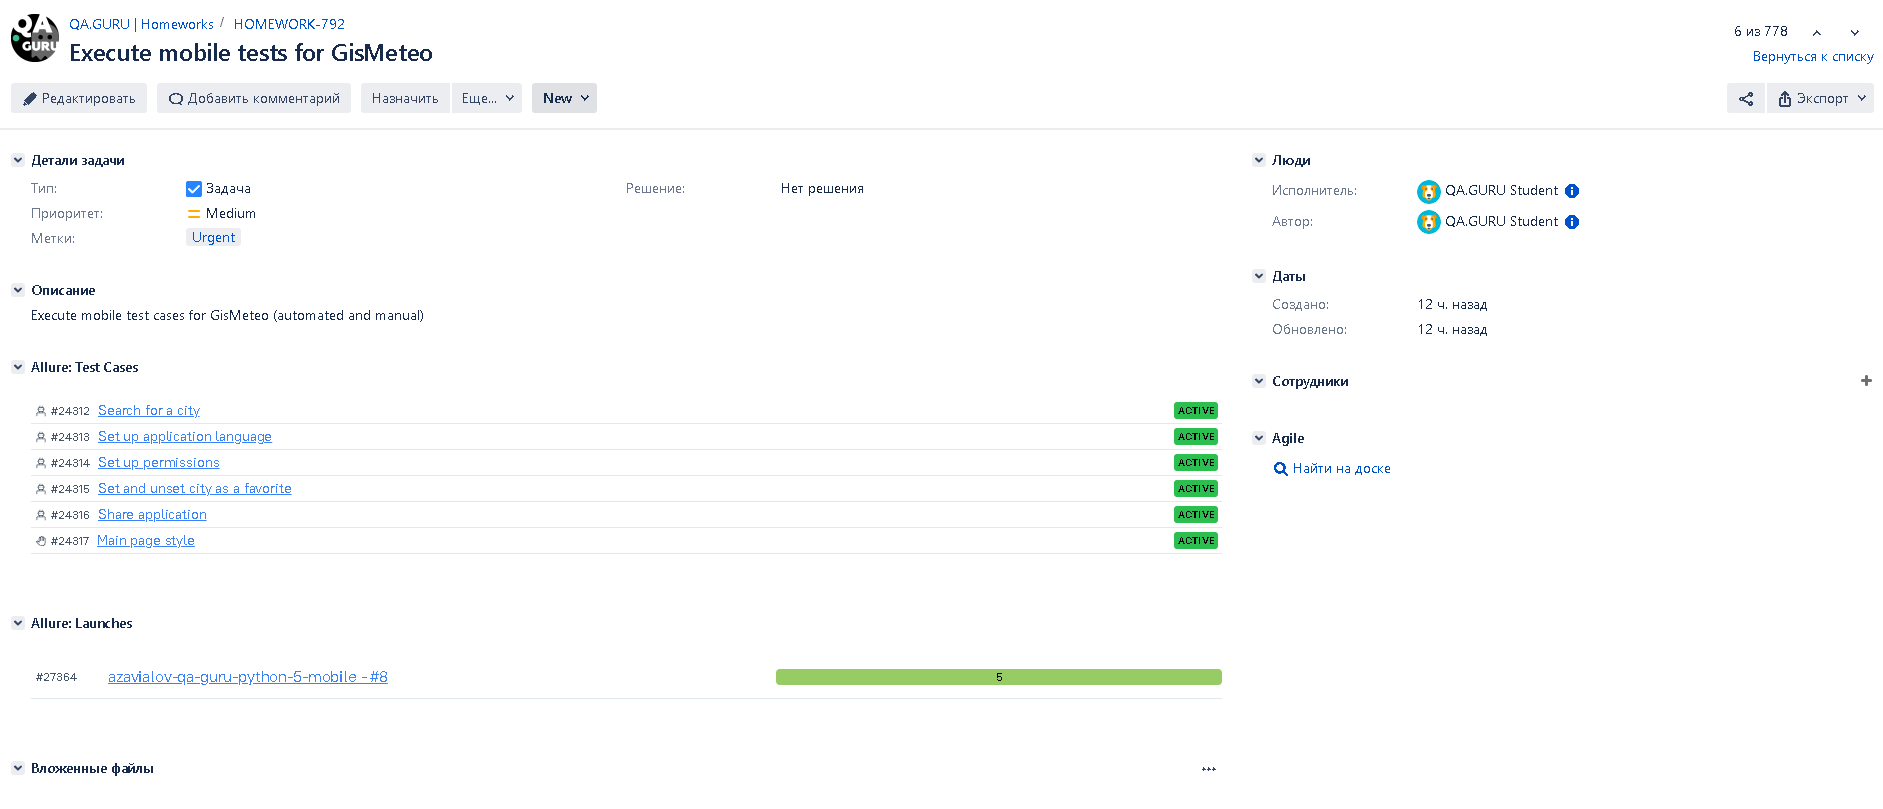 QA GURU
QA.GURU | Homeworks / HOMEWORK-792
Execute mobile tests for GisMeteo
6 из 778
Вернуться к списку
Редактировать Добавить комментарий Назначить Еще... New Экспорт
Детали задачи
Тип: Задача Решение: Нет решения
Приоритет: Medium
Метки: Urgent
Описание
Execute mobile test cases for GisMeteo (automated and manual)
Allure: Test Cases
#24312 Search for a city ACTIVE
#24313 Set up application language ACTIVE
#24314 Set up permissions ACTIVE
#24315 Set and unset city as a favorite ACTIVE
#24316 Share application ACTIVE
#24317 Main page style ACTIVE
Allure: Launches
#27364 azavialov-qa-guru-python-5-mobile - #8 5
Вложенные файлы
Люди
Исполнитель: QA.GURU Student
Автор: QA.GURU Student
Даты
Создано: 12 ч. назад
Обновлено: 12 ч. назад
Сотрудники
Agile
Найти на доске